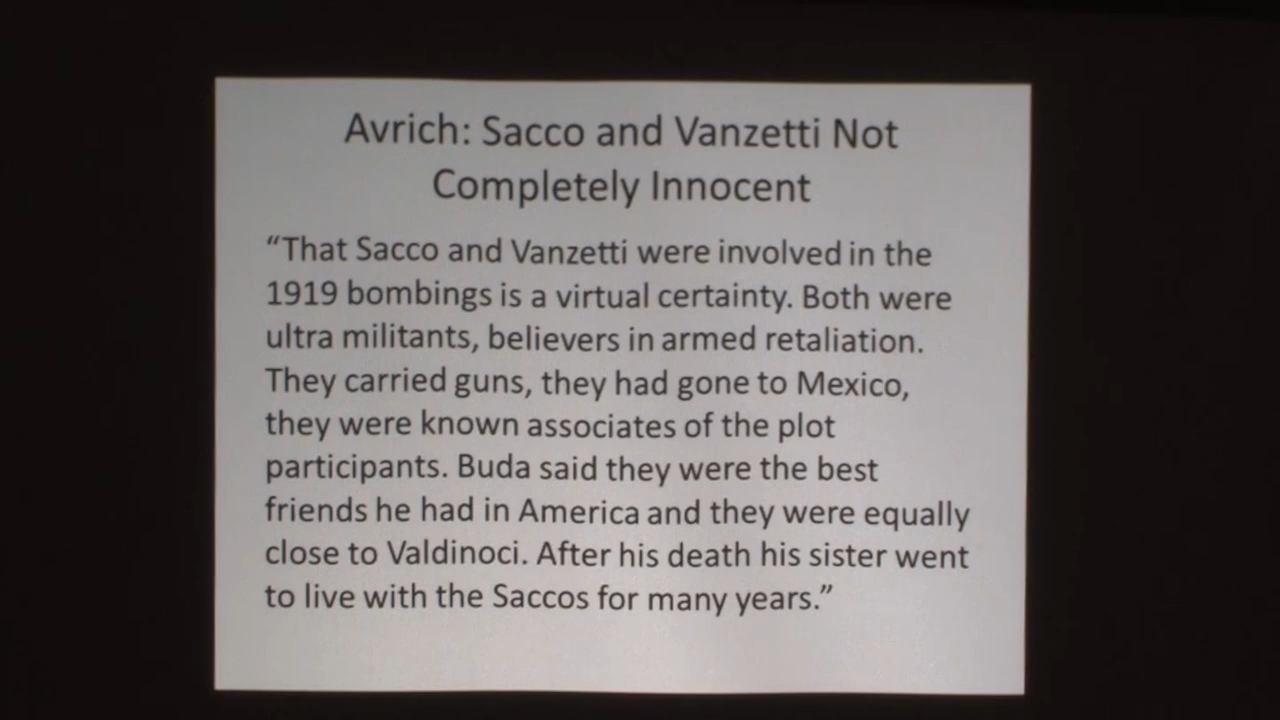 Avrich: Sacco and Vanzetti Not
Completely Innocent
“That Sacco and Vanzetti were involved in the
1919 bombings is a virtual certainty. Both were
ultra militants, believers in armed retaliation.
They carried guns, they had gone to Mexico,
they were known associates of the plot
participants. Buda said they were the best
friends he had in America and they were equally
close to Valdinoci. After his death his sister went
to live with the Saccos for many years.”